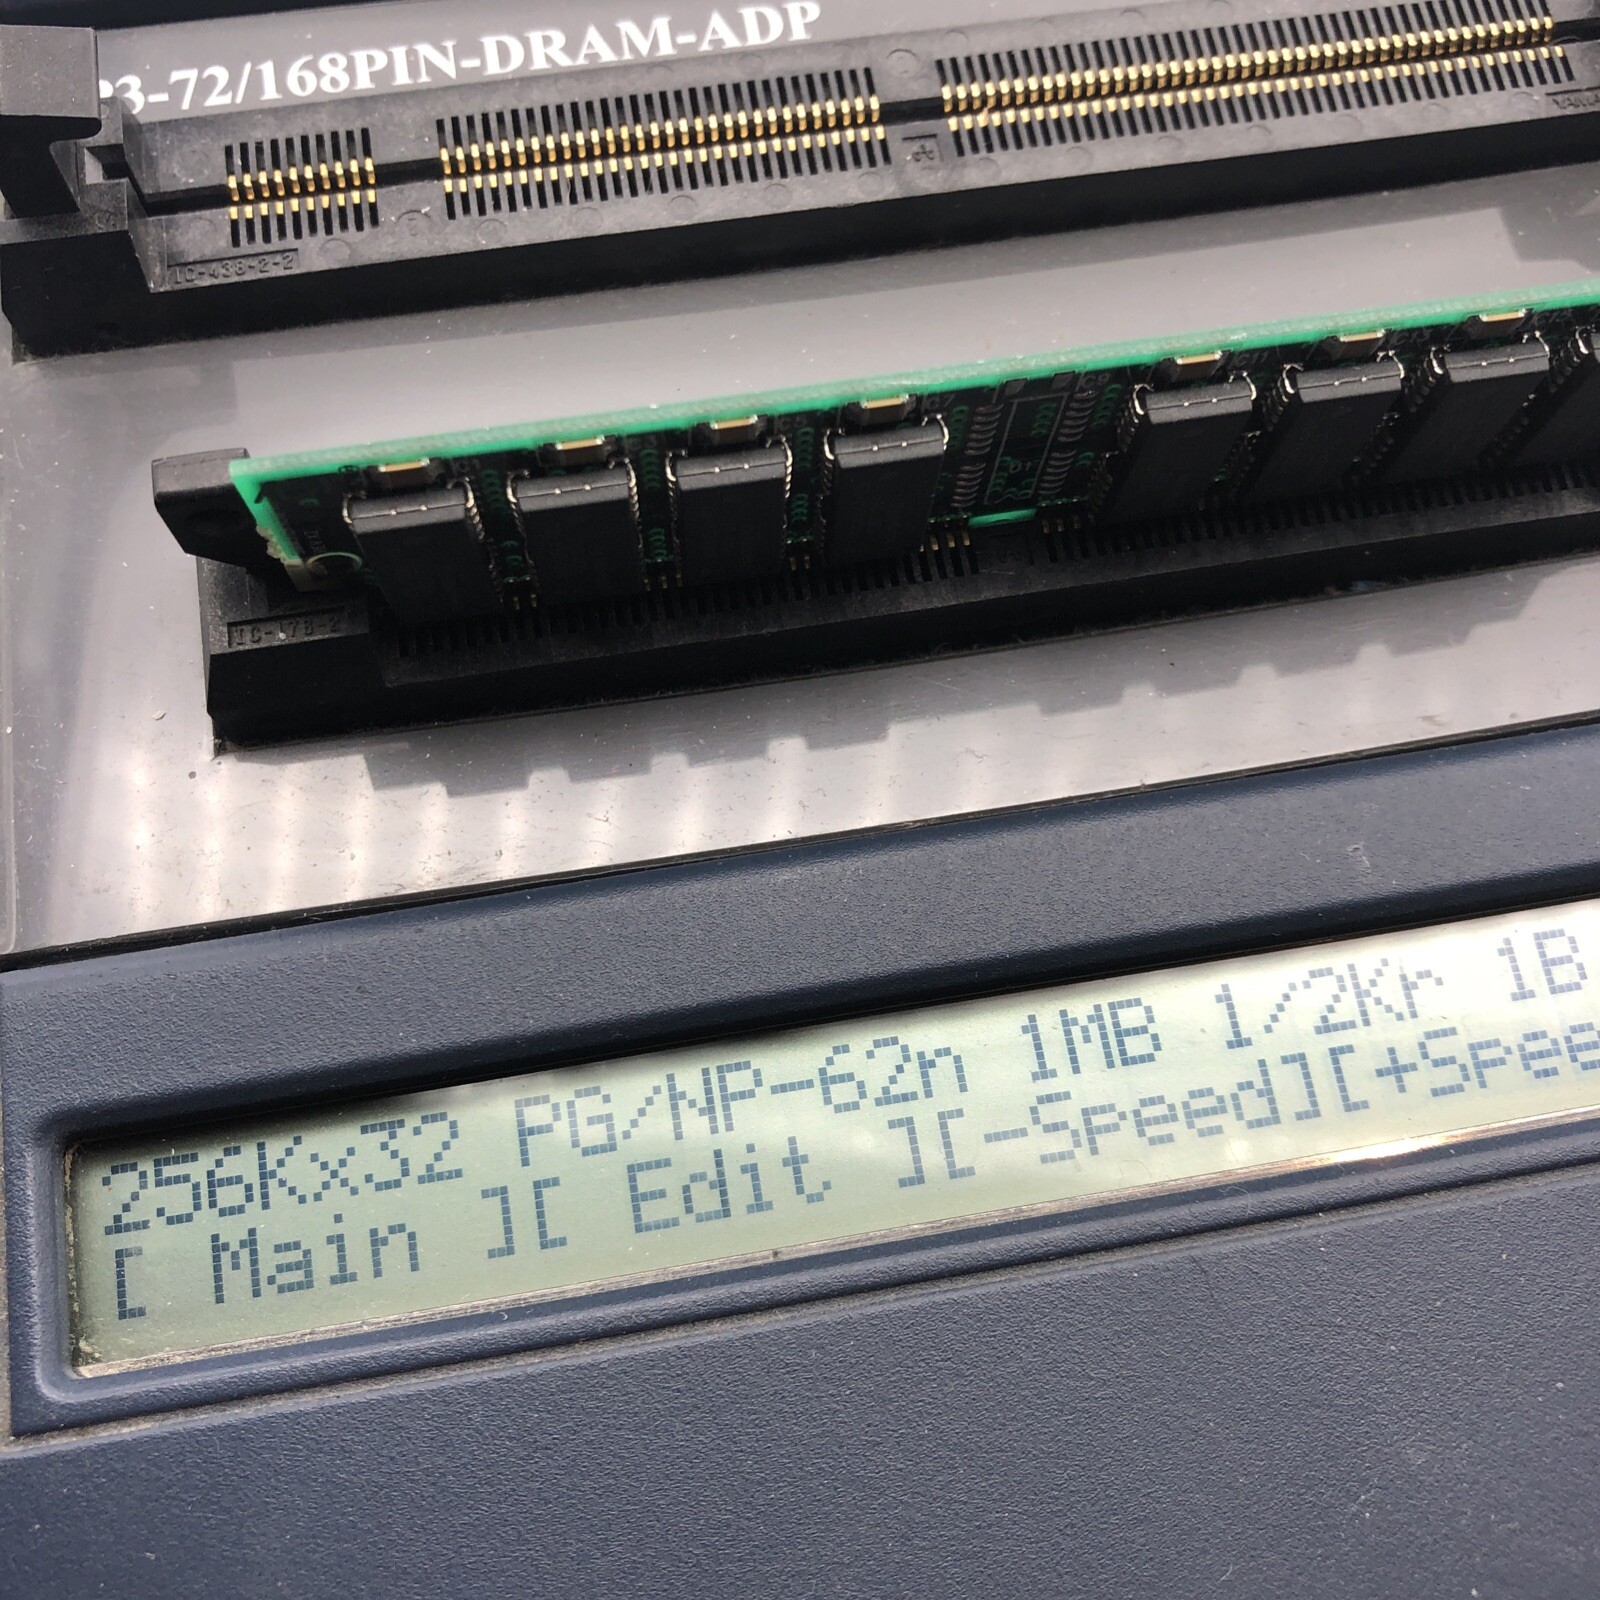 P3-72/168PIN-DRAM-ADP
IC-438-2-2
IC-178-2
256Kx32 PG/NP-62n 1MB 1/2Kr 1B
[ Main ][ Edit ][-Speed][+Spee